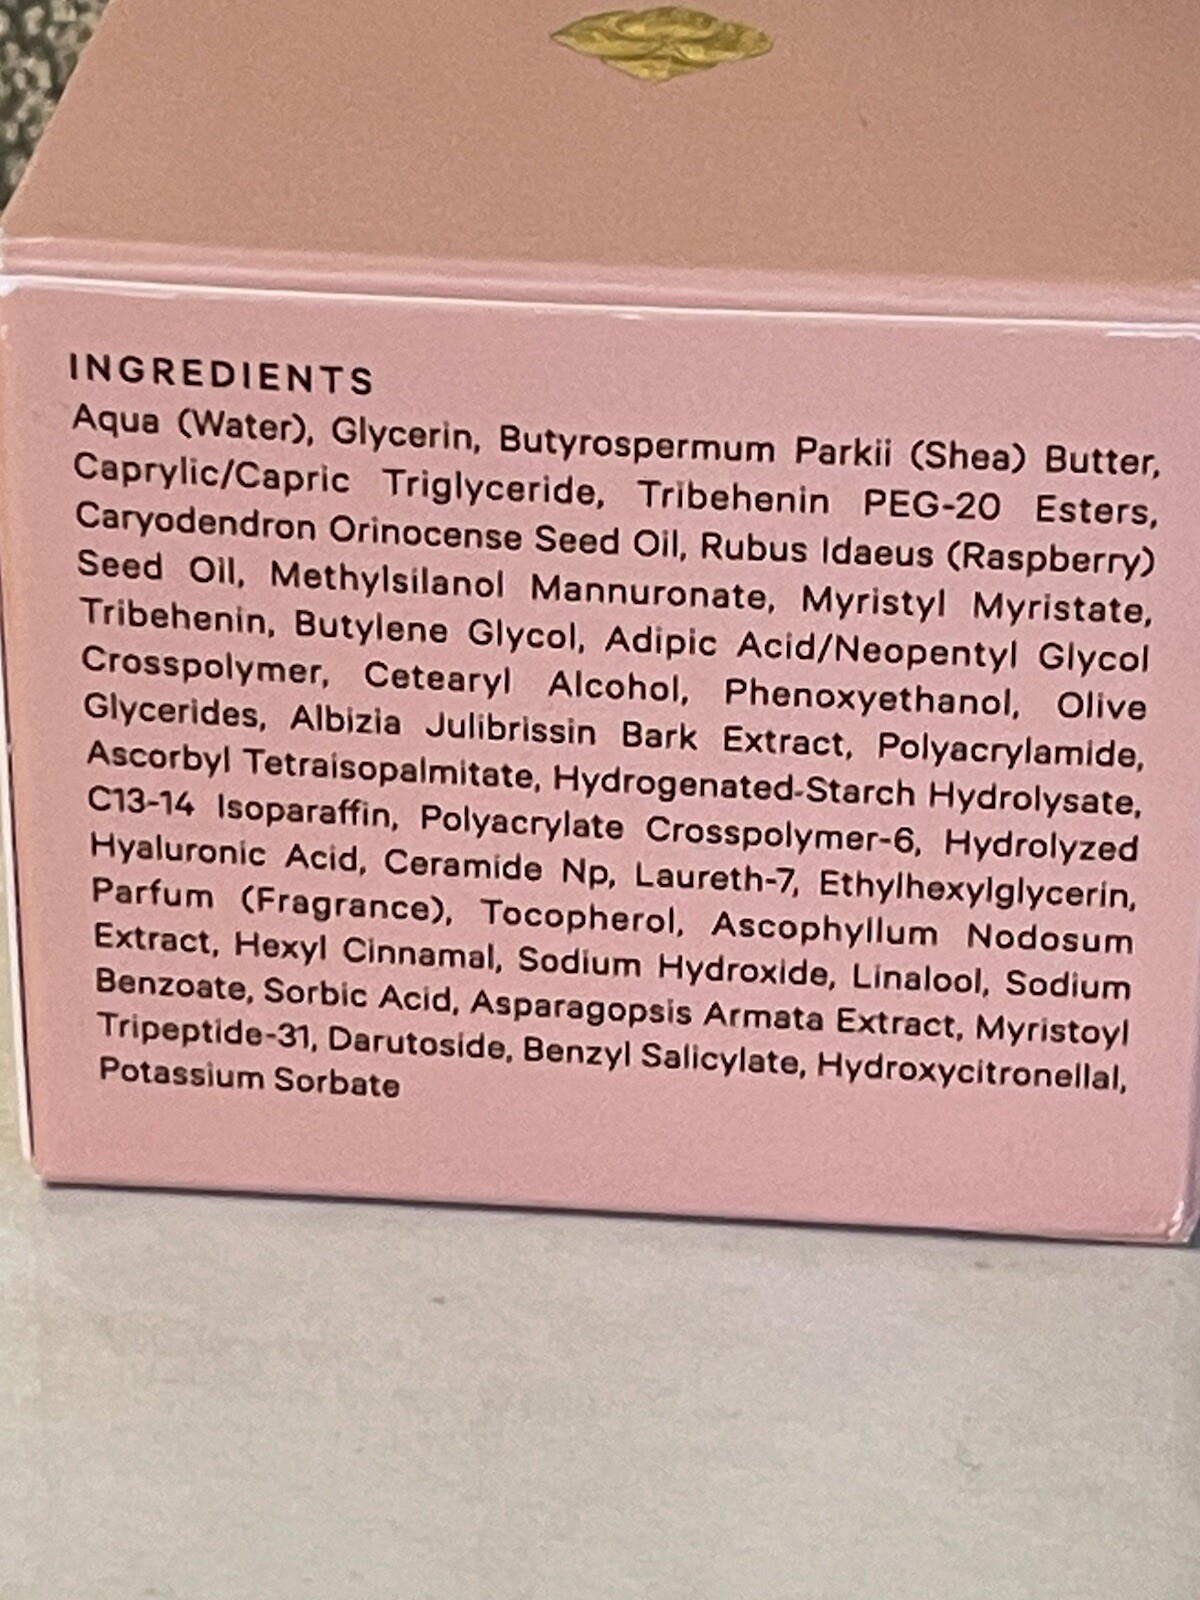 INGREDIENTS
Aqua (Water), Glycerin, Butyrospermum Parkii (Shea) Butter,
Caprylic/Capric Triglyceride, Tribehenin PEG-20 Esters,
Caryodendron Orinocense Seed Oil, Rubus Idaeus (Raspberry)
Seed Oil, Methylsilanol Mannuronate, Myristyl Myristate,
Tribehenin, Butylene Glycol, Adipic Acid/Neopentyl Glycol
Crosspolymer, Cetearyl Alcohol, Phenoxyethanol, Olive
Glycerides, Albizia Julibrissin Bark Extract, Polyacrylamide,
Ascorbyl Tetraisopalmitate, Hydrogenated-Starch Hydrolysate,
C13-14 Isoparaffin, Polyacrylate Crosspolymer-6, Hydrolyzed
Hyaluronic Acid, Ceramide Np, Laureth-7, Ethylhexylglycerin,
Parfum (Fragrance), Tocopherol, Ascophyllum Nodosum
Extract, Hexyl Cinnamal, Sodium Hydroxide, Linalool, Sodium
Benzoate, Sorbic Acid, Asparagopsis Armata Extract, Myristoyl
Tripeptide-31, Darutoside, Benzyl Salicylate, Hydroxycitronellal,
Potassium Sorbate